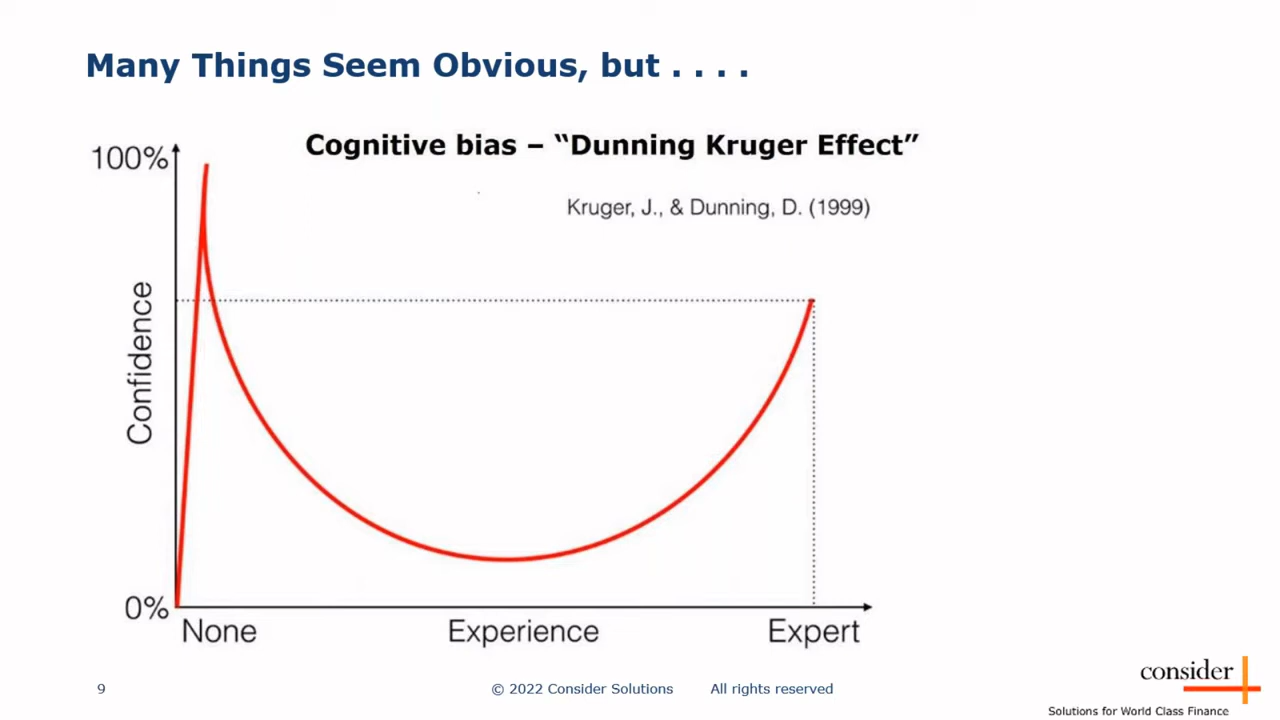 Many Things Seem Obvious, but . . . .
Cognitive bias – “Dunning Kruger Effect”
100%
Kruger, J., & Dunning, D. (1999)
Confidence
0%
None
Experience
Expert
consider
Solutions for World Class Finance
9
© 2022 Consider Solutions
All rights reserved